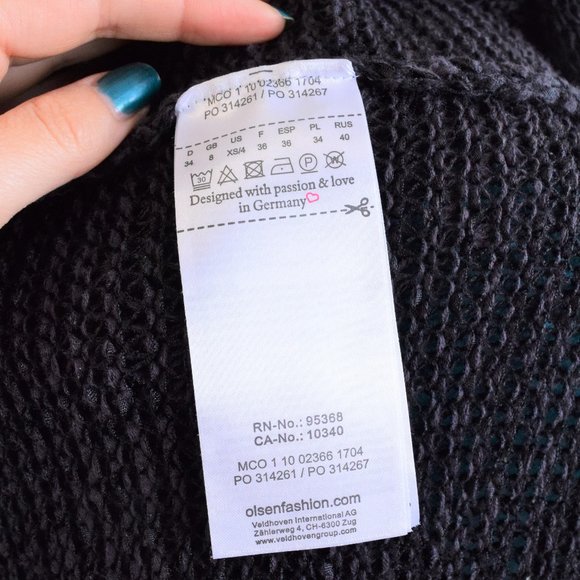 MCO 1 10 02366 1704
PO 314261 / PO 314267
D GB US F ESP PL RUS
34 8 XS/4 36 36 34 40
30 P W
Designed with passion & love
in Germany
RN-No.: 95368
CA-No.: 10340
MCO 1 10 02366 1704
PO 314261 / PO 314267
olsenfashion.com
Veldhoven International AG
Zählerweg 4, CH-6300 Zug
www.veldhovengroup.com